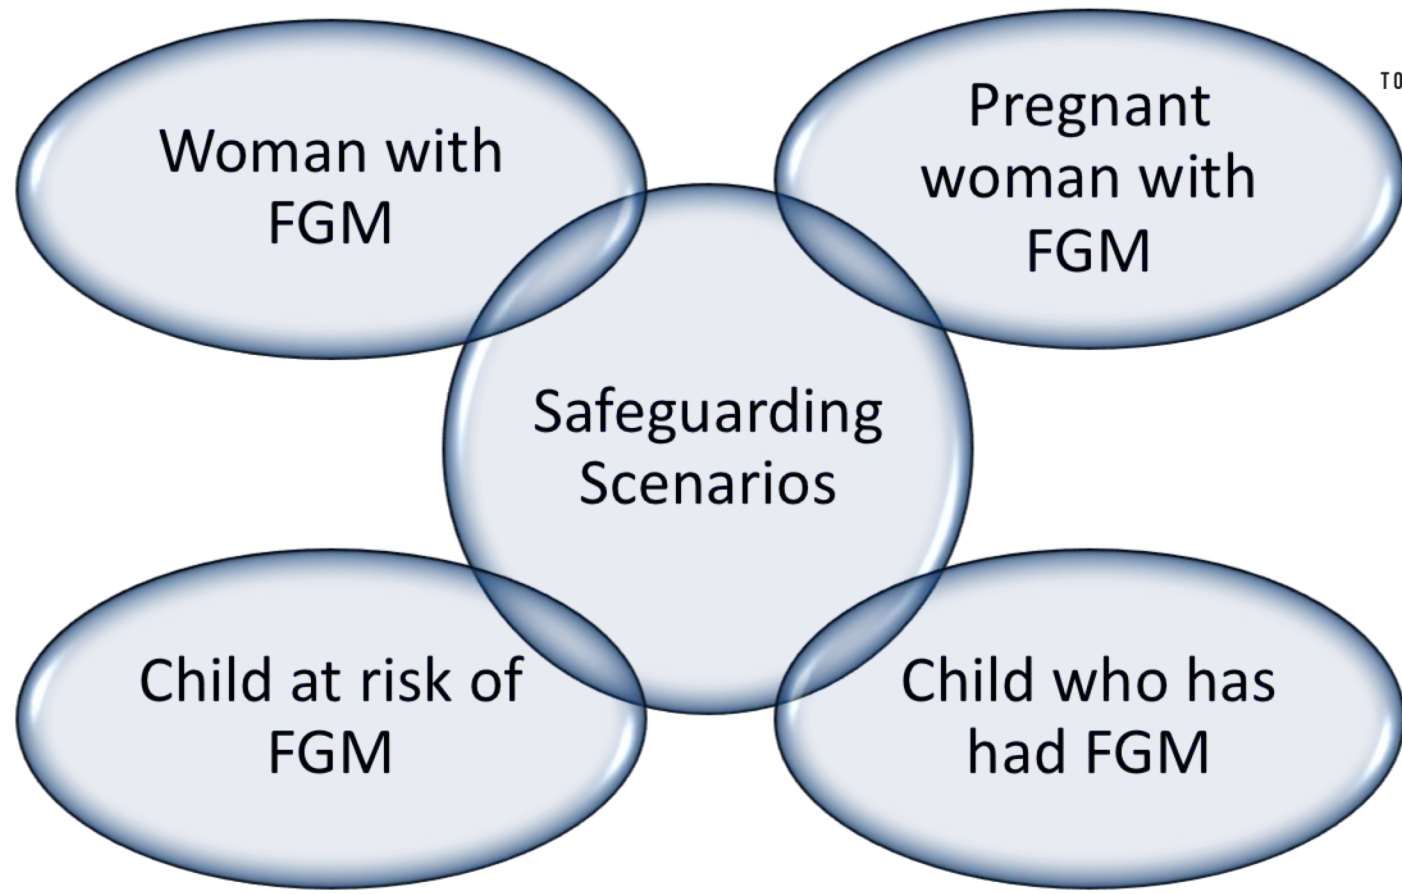 Woman with
FGM
Pregnant
woman with
FGM
TO
Safeguarding
Scenarios
Child at risk of
FGM
Child who has
had FGM